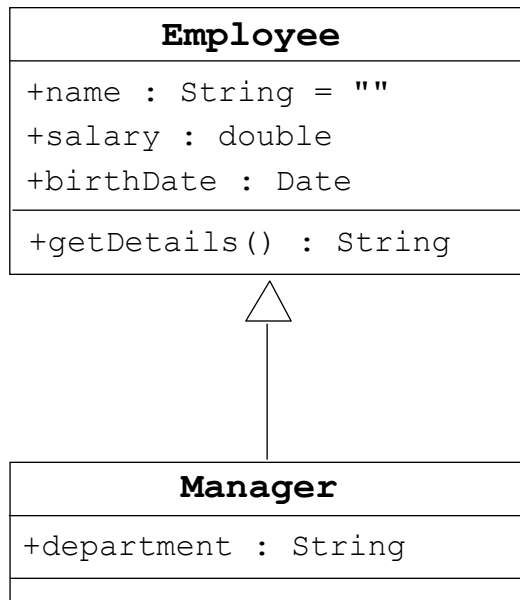 Employee
+name : String = ""
+salary : double
+birthDate : Date
+getDetails() : String
Manager
+department : String